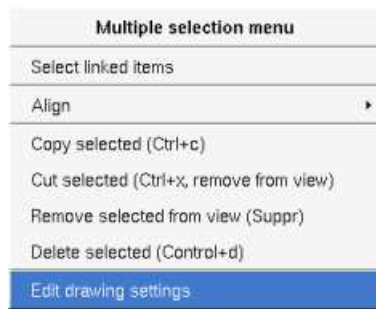 Multiple selection menu
Select linked items
Align
Copy selected (Ctrl+c)
Cut selected (Ctrl+x, remove from view)
Remove selected from view (Suppr)
Delete selected (Control+d)
Edit drawing settings